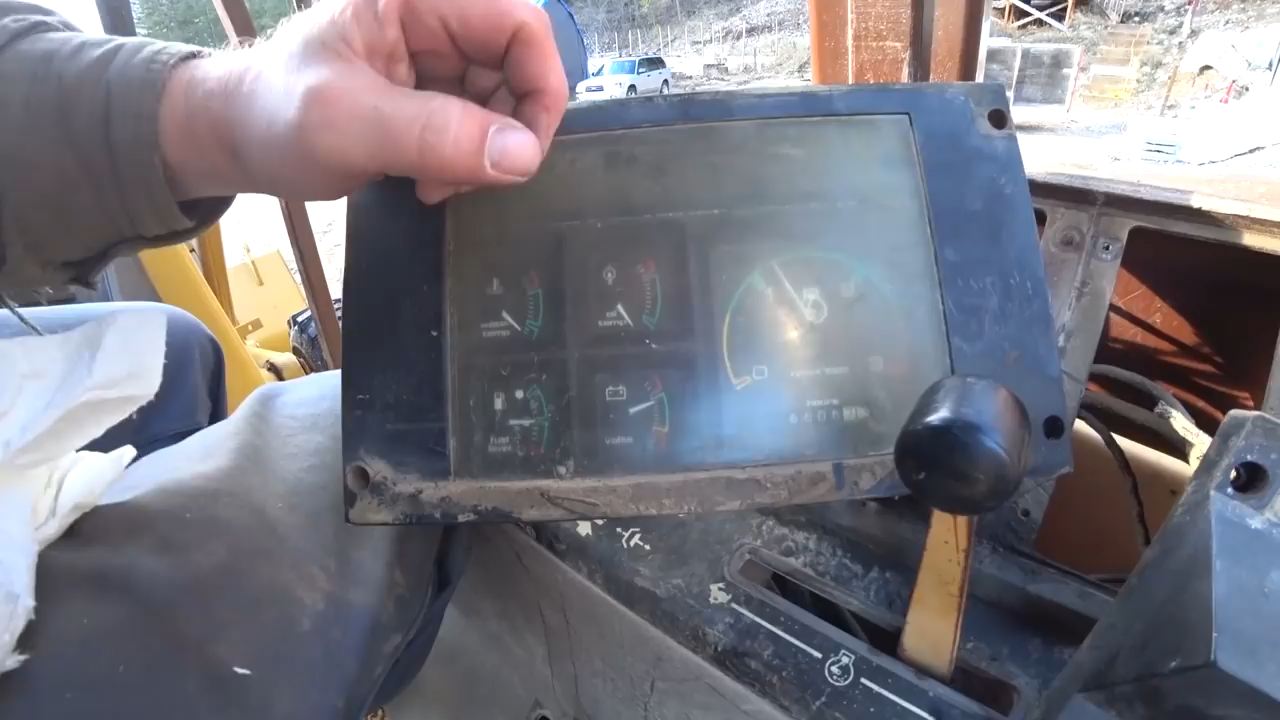 water
temp
oil
temp
fuel
level
volts
hours